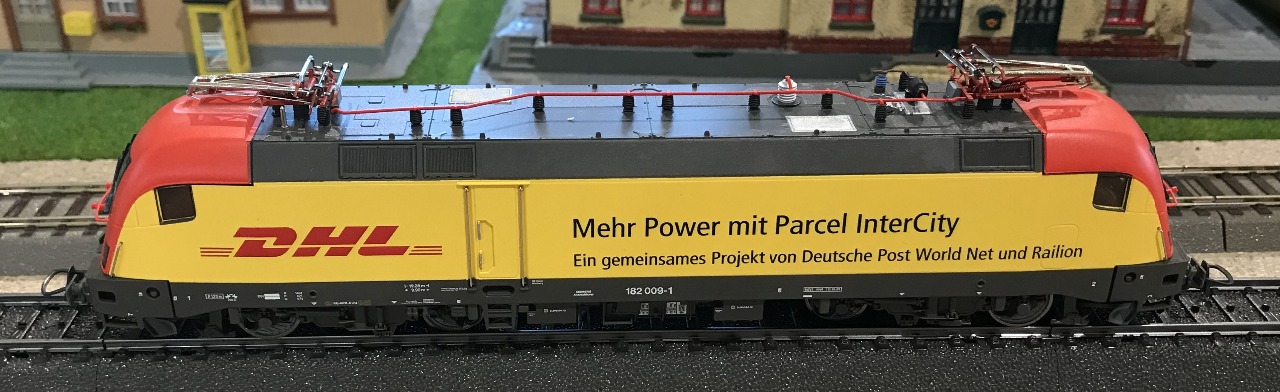 DHL
Mehr Power mit Parcel InterCity
Ein gemeinsames Projekt von Deutsche Post World Net und Railion
182 009-1